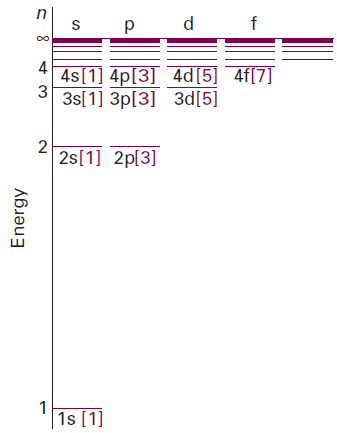 n
s p d f
∞
4 4s[1] 4p[3] 4d[5] 4f[7]
3 3s[1] 3p[3] 3d[5]
2 2s[1] 2p[3]
Energy
1 1s [1]